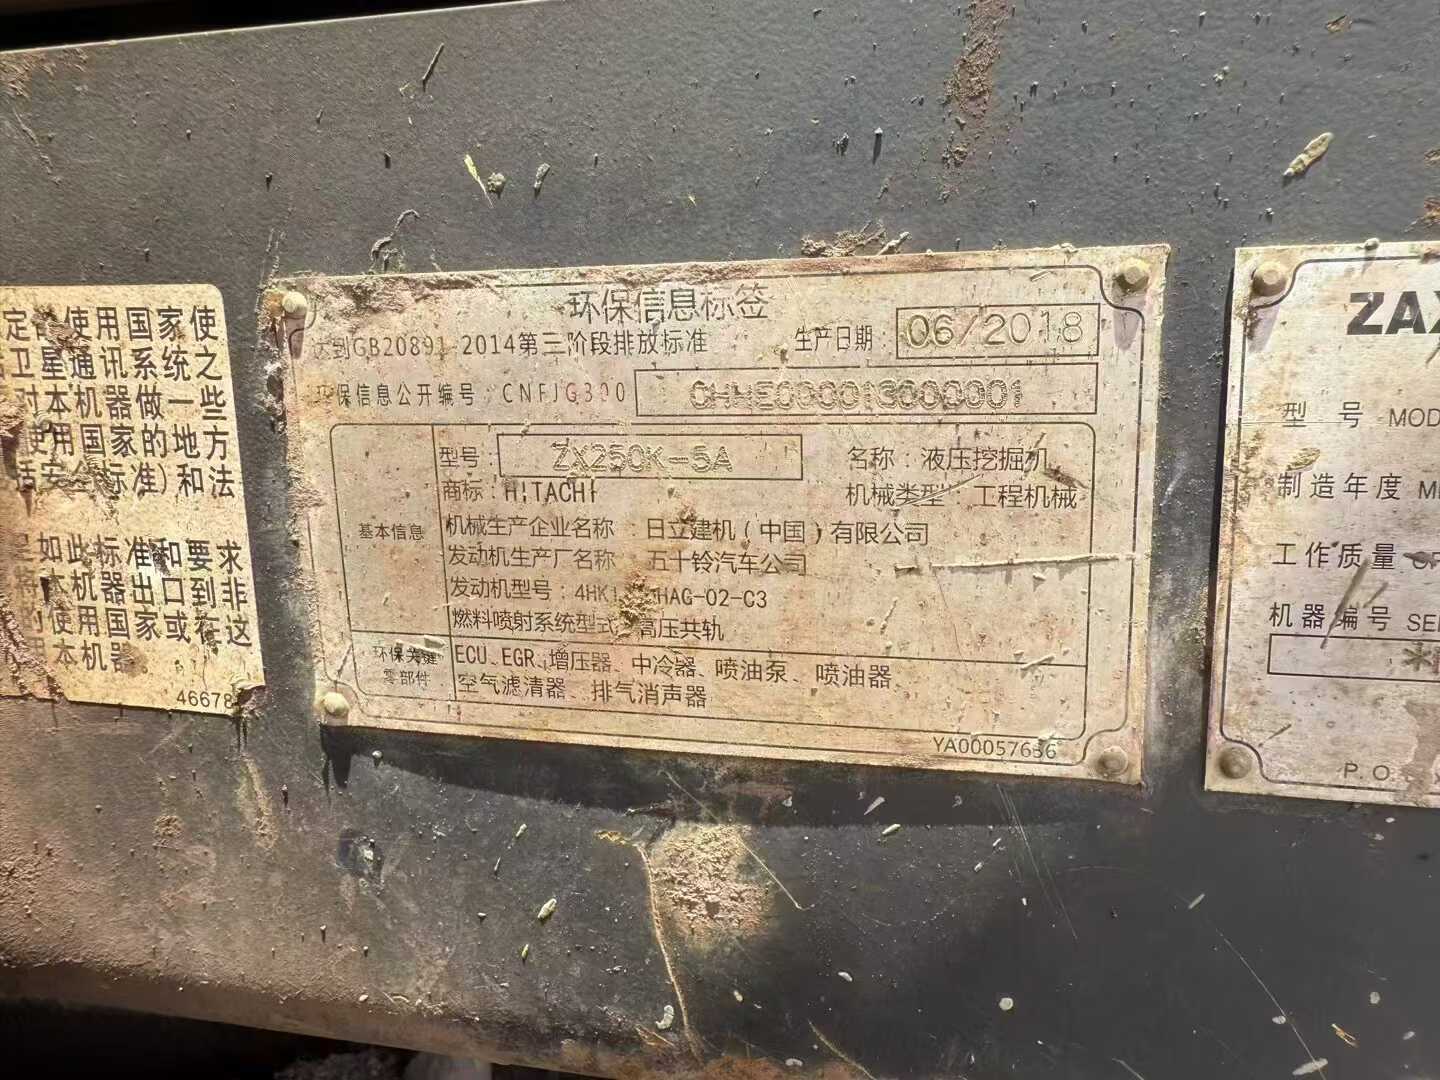 使用国家使
卫星通讯系统之
对本机器做一些
使用国家的地方
括安全标准)和法
如此标准和要求
将本机器出口到非
的使用国家或在这
用本机器
46678
环保信息标签
达到GB20891-2014第三阶段排放标准 生产日期: 06/2018
环保信息公开编号: CNFJG300
基本信息
型号: ZX250K-5A 名称: 液压挖掘机
商标: HITACHI 机械类型: 工程机械
机械生产企业名称 日立建机(中国)有限公司
发动机生产厂名称 五十铃汽车公司
发动机型号: HAG-02-C3
燃料喷射系统型式 高压共轨
环保关键零部件
ECU、EGR、增压器、中冷器、喷油泵、喷油器、
空气滤清器、排气消声器
ZAX
型号 MOD
制造年度
工作质量
机器编号 SE
P.O